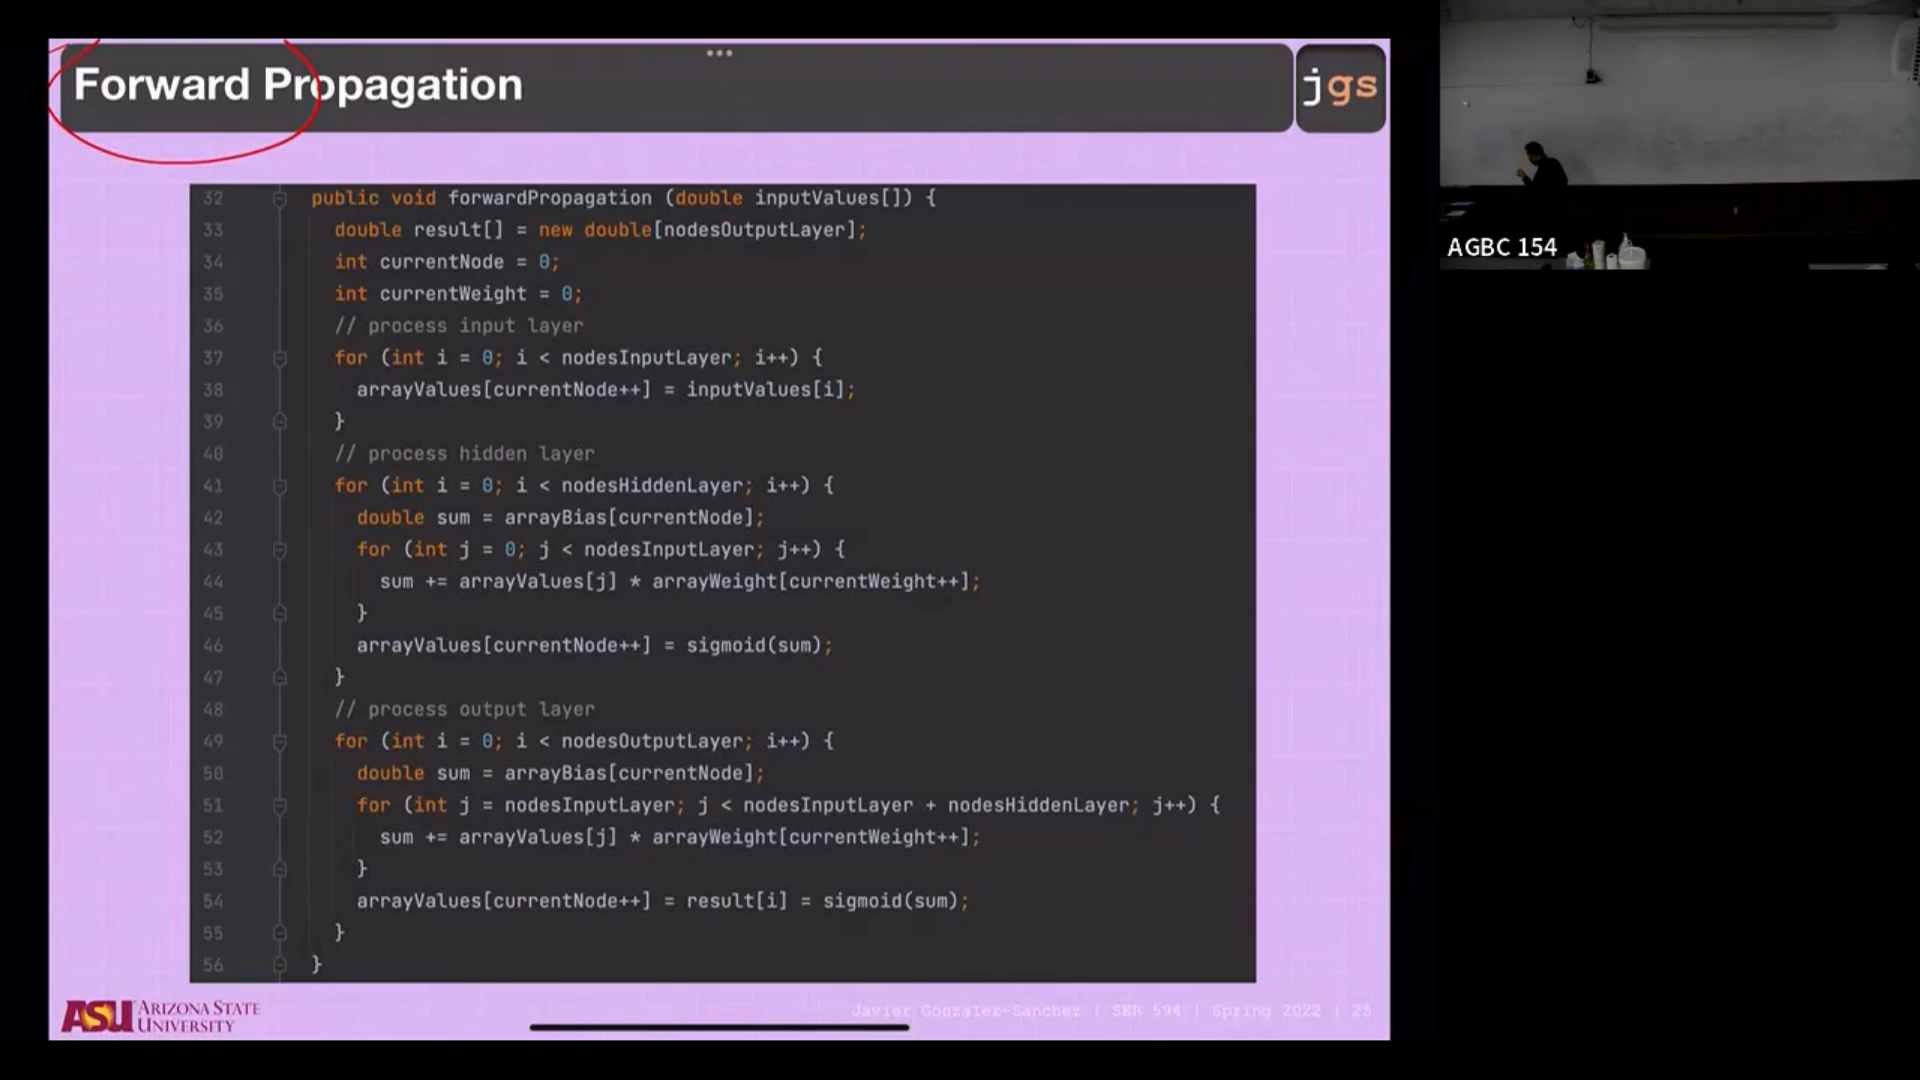 Forward Propagation
jgs
32 public void forwardPropagation (double inputValues[]) {
33 double result[] = new double[nodesOutputLayer];
34 int currentNode = 0;
35 int currentWeight = 0;
36 // process input layer
37 for (int i = 0; i < nodesInputLayer; i++) {
38 arrayValues[currentNode++] = inputValues[i];
39 }
40 // process hidden layer
41 for (int i = 0; i < nodesHiddenLayer; i++) {
42 double sum = arrayBias[currentNode];
43 for (int j = 0; j < nodesInputLayer; j++) {
44 sum += arrayValues[j] * arrayWeight[currentWeight++];
45 }
46 arrayValues[currentNode++] = sigmoid(sum);
47 }
48 // process output layer
49 for (int i = 0; i < nodesOutputLayer; i++) {
50 double sum = arrayBias[currentNode];
51 for (int j = nodesInputLayer; j < nodesInputLayer + nodesHiddenLayer; j++) {
52 sum += arrayValues[j] * arrayWeight[currentWeight++];
53 }
54 arrayValues[currentNode++] = result[i] = sigmoid(sum);
55 }
56 }
ASU ARIZONA STATE
UNIVERSITY
Javier Gonzalez-Sanchez | SER 594 | Spring 2022 | 25
AGBC 154